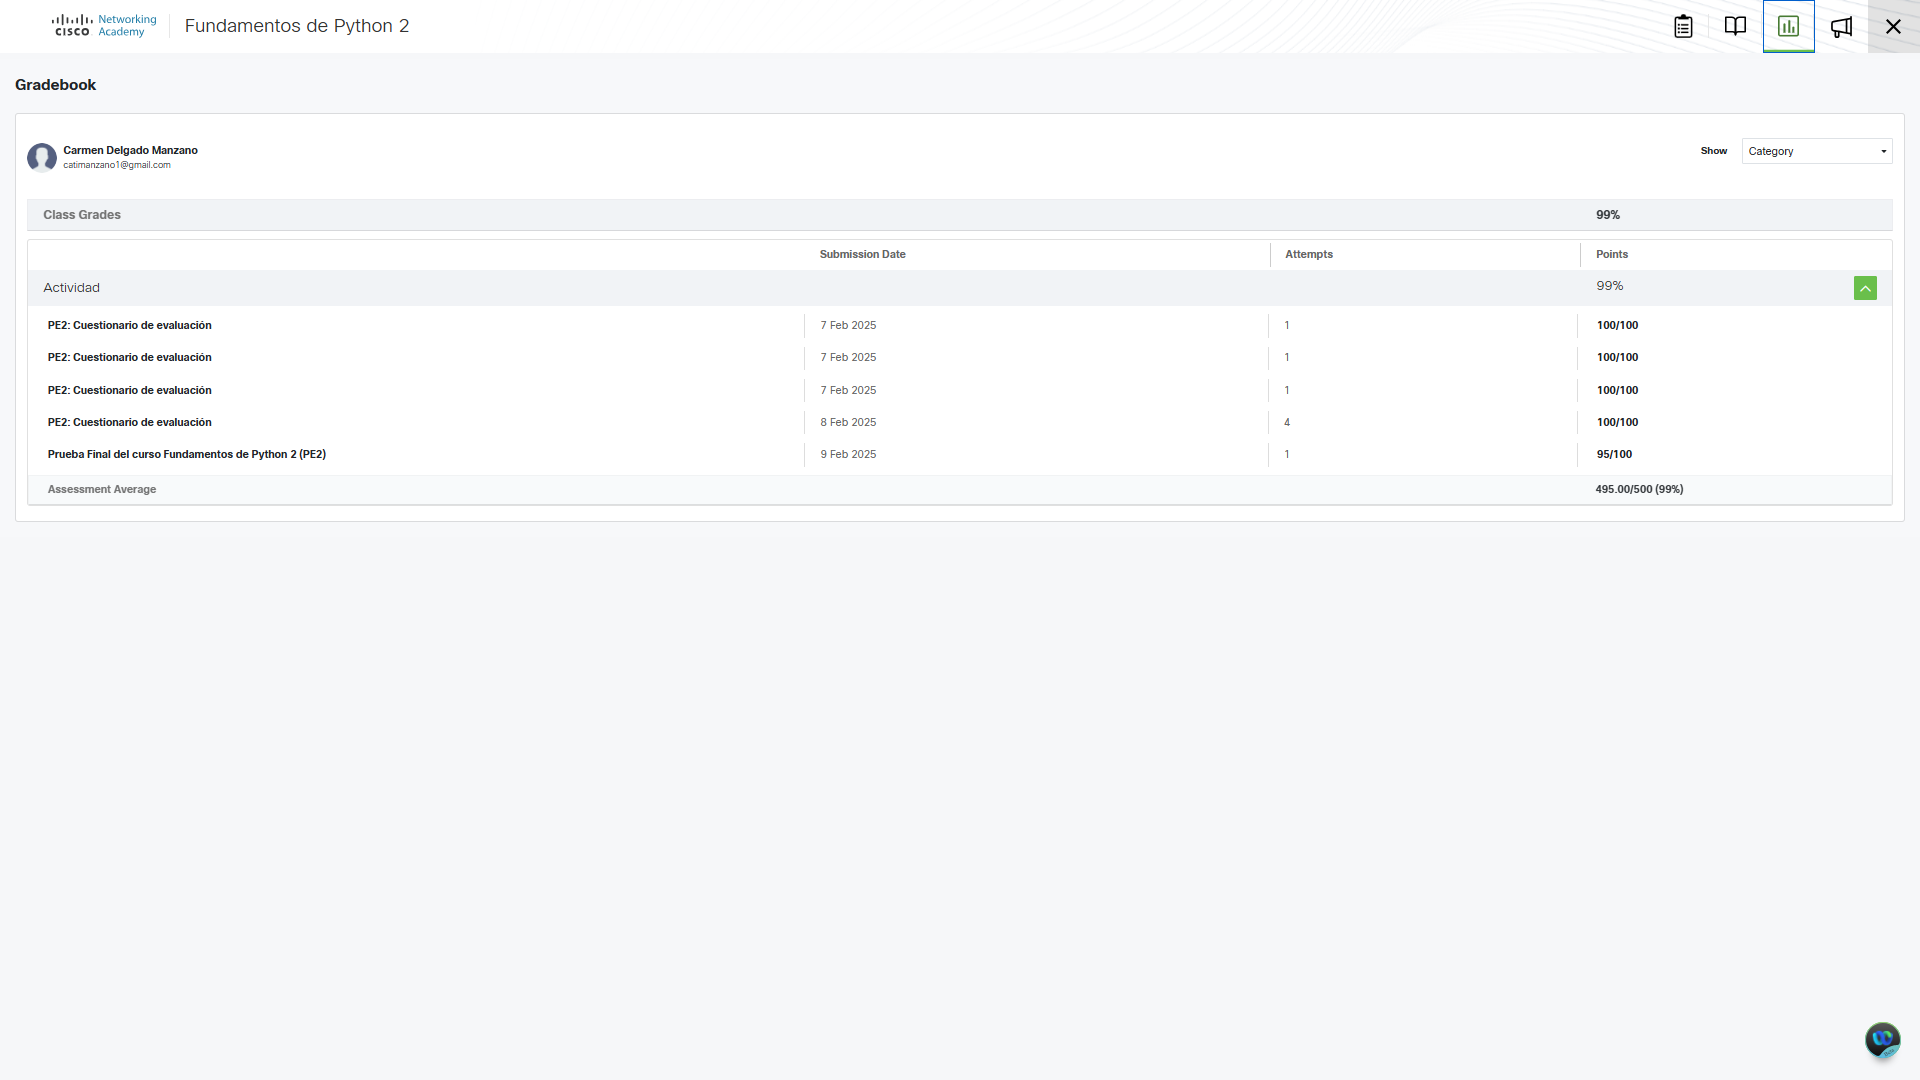 CISCO Networking Academy
Fundamentos de Python 2
Gradebook
Carmen Delgado Manzano
catimanzano1@gmail.com
Show Category
Class Grades 99%
Submission Date Attempts Points
Actividad 99%
PE2: Cuestionario de evaluación 7 Feb 2025 1 100/100
PE2: Cuestionario de evaluación 7 Feb 2025 1 100/100
PE2: Cuestionario de evaluación 7 Feb 2025 1 100/100
PE2: Cuestionario de evaluación 8 Feb 2025 4 100/100
Prueba Final del curso Fundamentos de Python 2 (PE2) 9 Feb 2025 1 95/100
Assessment Average 495.00/500 (99%)